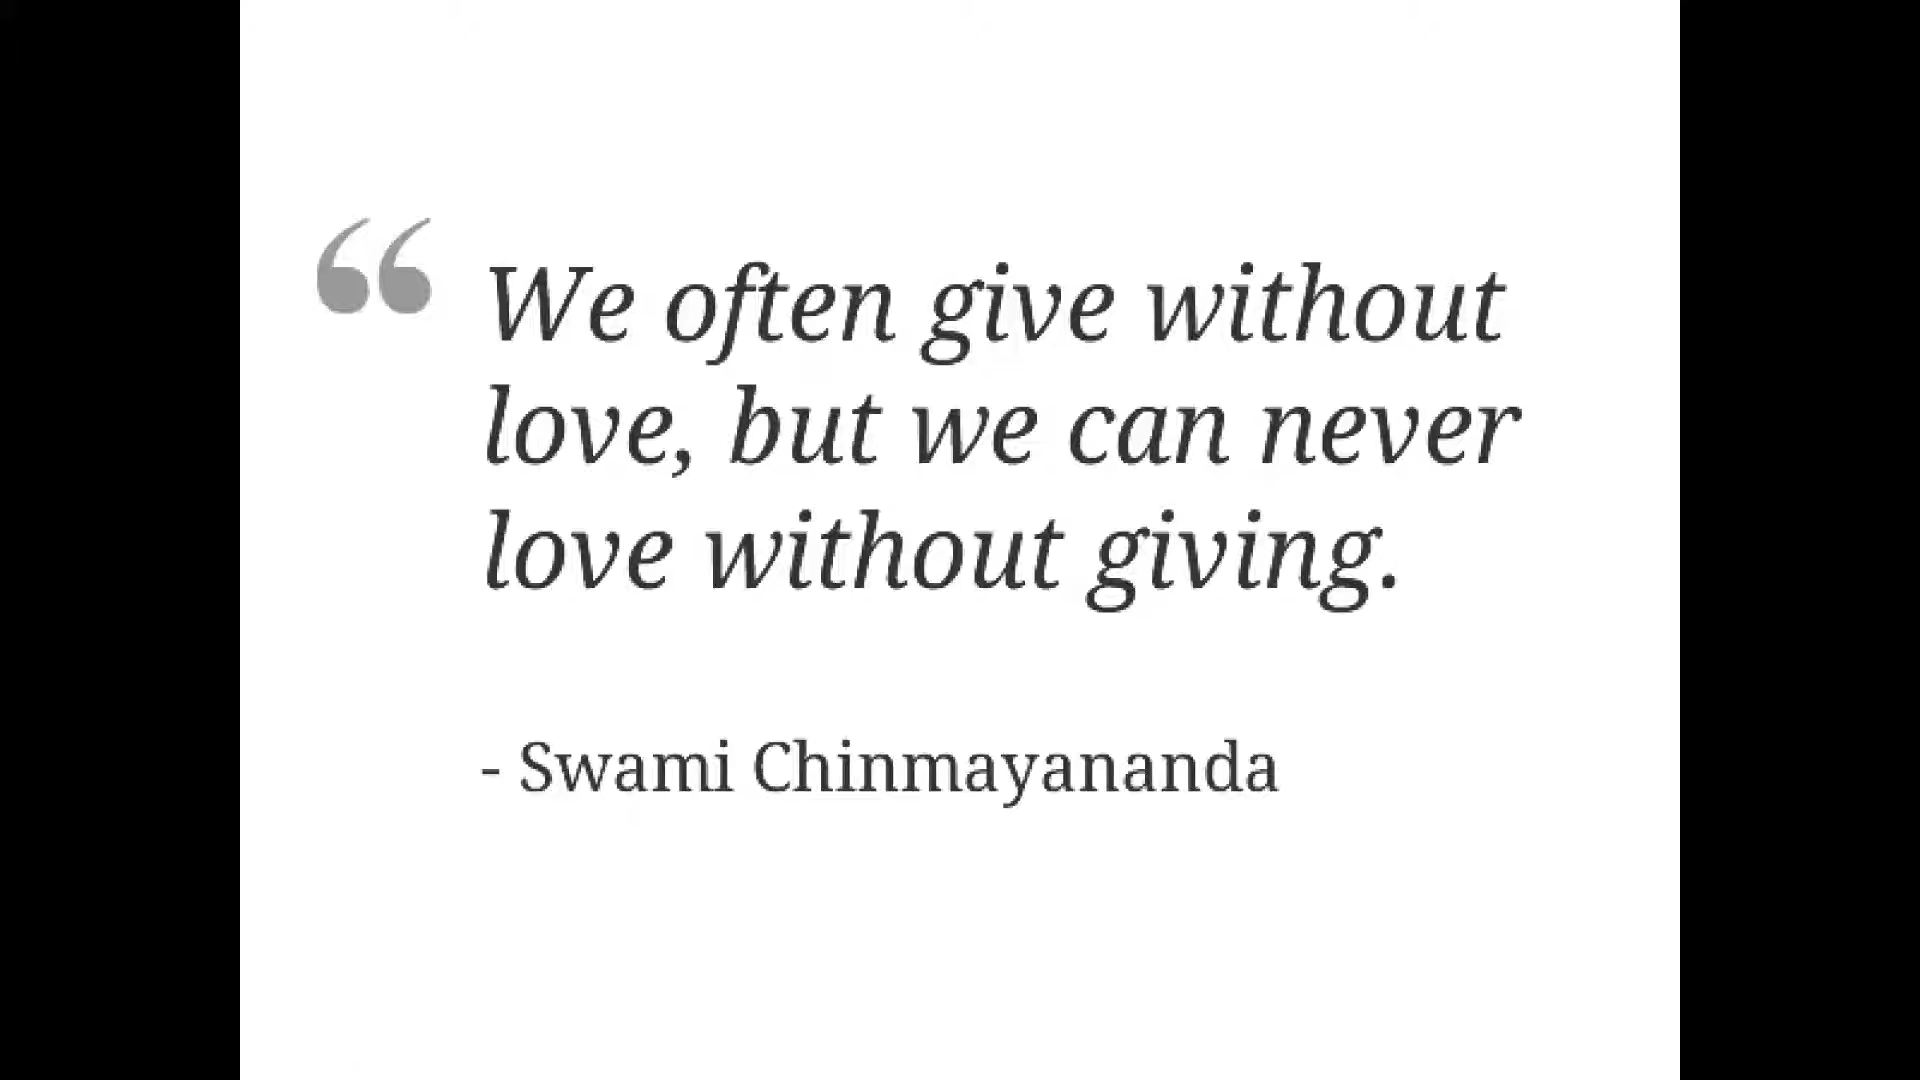 “ We often give without
love, but we can never
love without giving.
- Swami Chinmayananda